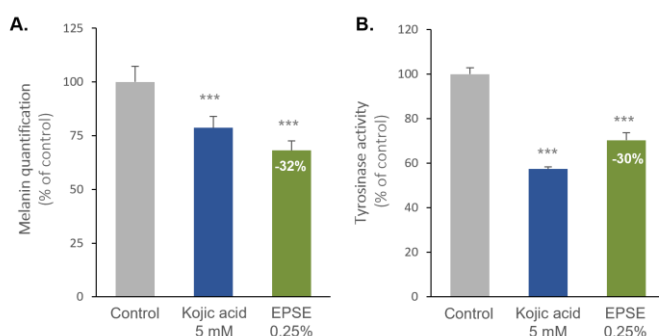 A.
Melanin quantification
(% of control)
125
100
75
50
25
0
***
***
-32%
Control
Kojic acid
5 mM
EPSE
0.25%
B.
Tyrosinase activity
(% of control)
120
100
80
60
40
20
0
***
***
-30%
Control
Kojic acid
5 mM
EPSE
0.25%